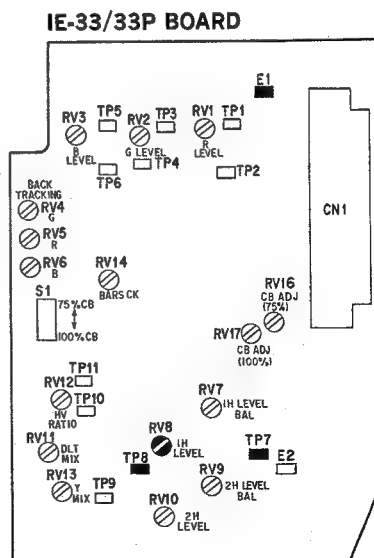 IE-33/33P BOARD
E1
TP5
TP3
TP1
RV3
RV2
RV1
B
LEVEL
G LEVEL
R
LEVEL
TP4
TP6
TP2
BACK
TRACKING
RV4
G
CN1
RV5
R
RV6
B
RV14
BARS CK
S1
75%CB
100%CB
RV16
CB ADJ
(75%)
RV17
CB ADJ
(100%)
TP11
RV12
TP10
HV
RATIO
RV7
1H LEVEL
BAL
RV11
DLT
MIX
RV8
1H
LEVEL
TP7
E2
TP8
RV13
Y
MIX
TP9
RV9
2H LEVEL
BAL
RV10
2H
LEVEL